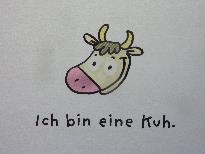 Ich bin eine Kuh.